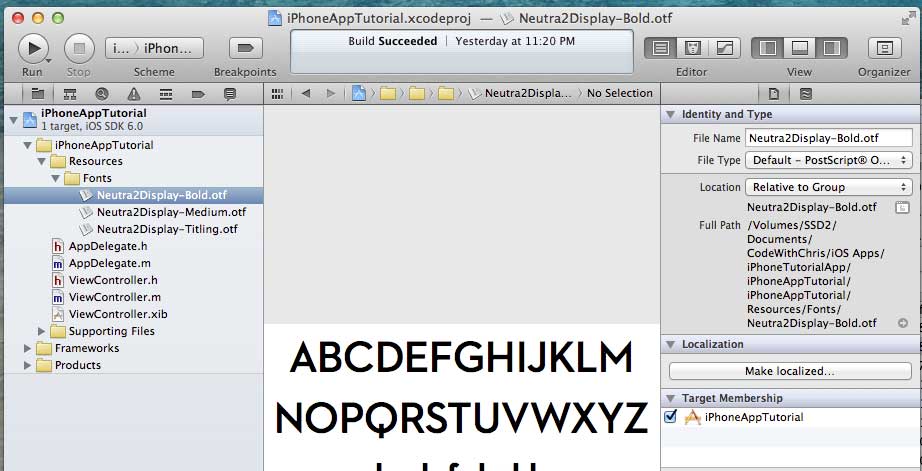 iPhoneAppTutorial.xcodeproj — Neutra2Display-Bold.otf
Run
Stop
i... iPhon...
Scheme
Breakpoints
Build Succeeded | Yesterday at 11:20 PM
Editor
View
Organizer
iPhoneAppTutorial
1 target, iOS SDK 6.0
iPhoneAppTutorial
Resources
Fonts
Neutra2Display-Bold.otf
Neutra2Display-Medium.otf
Neutra2Display-Titling.otf
h AppDelegate.h
m AppDelegate.m
h ViewController.h
m ViewController.m
ViewController.xib
Supporting Files
Frameworks
Products
Neutra2Displa... No Selection
ABCDEFGHIJKLM
NOPQRSTUVWXYZ
Identity and Type
File Name Neutra2Display-Bold.otf
File Type Default - PostScript® O...
Location Relative to Group
Neutra2Display-Bold.otf
Full Path /Volumes/SSD2/
Documents/
CodeWithChris/iOS Apps/
iPhoneTutorialApp/
iPhoneAppTutorial/
iPhoneAppTutorial/
Resources/Fonts/
Neutra2Display-Bold.otf
Localization
Make localized...
Target Membership
iPhoneAppTutorial